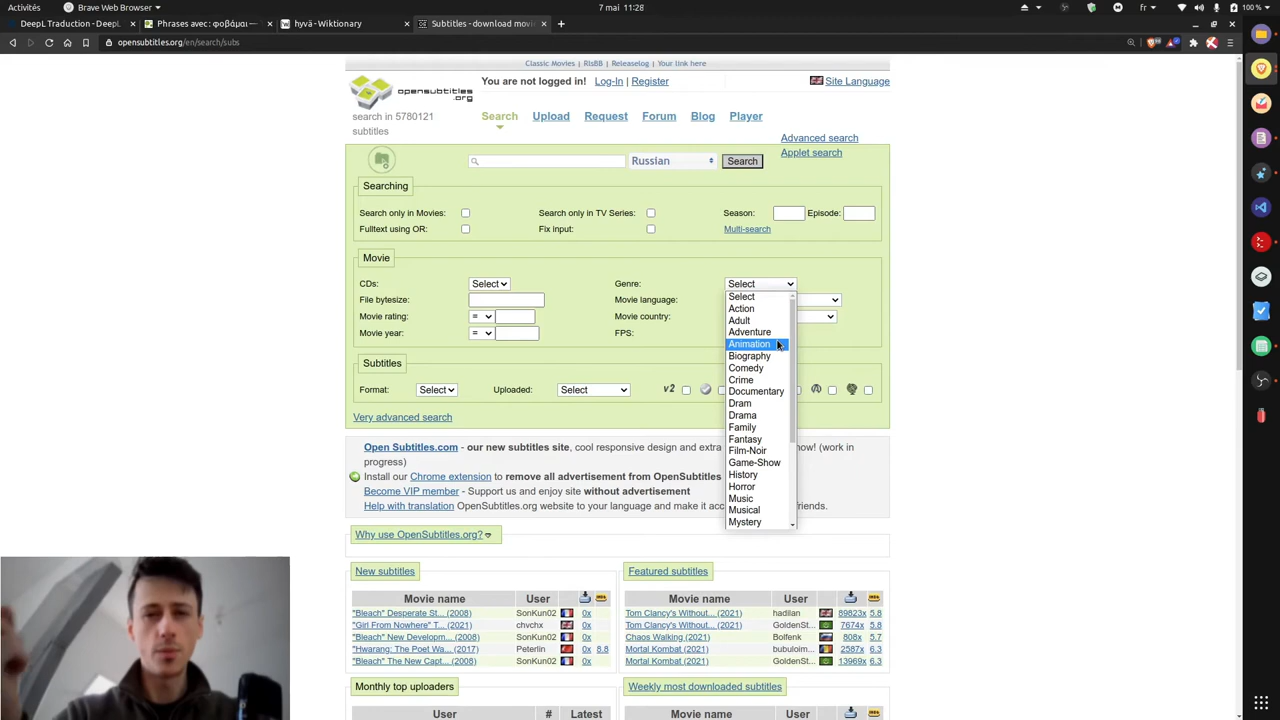 Activités
Brave Web Browser
7 mai 11:28
fr
100 %
DeepL Traduction – DeepL
Phrases avec: φοβάμαι —
hyvä - Wiktionary
Subtitles - download movi
opensubtitles.org/en/search/subs
Classic Movies | RlsBB | Releaselog | Your link here
You are not logged in! Log-In | Register
Site Language
opensubtitles.org
search in 5780121
subtitles
Search Upload Request Forum Blog Player
Advanced search
Applet search
Russian
Search
Searching
Search only in Movies: Search only in TV Series: Season: Episode:
Fulltext using OR: Fix input: Multi-search
Movie
CDs: Select Genre: Select
File bytesize: Movie language:
Movie rating: = Movie country:
Movie year: = FPS:
Select
Action
Adult
Adventure
Animation
Biography
Comedy
Crime
Documentary
Dram
Drama
Family
Fantasy
Film-Noir
Game-Show
History
Horror
Music
Musical
Mystery
Subtitles
Format: Select Uploaded: Select v2
Very advanced search
Open Subtitles.com - our new subtitles site, cool responsive design and extra now! (work in
progress)
Install our Chrome extension to remove all advertisement from OpenSubtitles
Become VIP member - Support us and enjoy site without advertisement
Help with translation OpenSubtitles.org website to your language and make it acc friends.
Why use OpenSubtitles.org?
New subtitles
Movie name User
"Bleach" Desperate St... (2008) SonKun02 0x
"Girl From Nowhere" T... (2021) chvchx 0x
"Bleach" New Developm... (2008) SonKun02 0x
"Hwarang: The Poet Wa... (2017) Peterlin 0x 8.8
"Bleach" The New Capt... (2008) SonKun02 0x
Featured subtitles
Movie name User
Tom Clancy's Without... (2021) hadilan 89823x 5.8
Tom Clancy's Without... (2021) GoldenSt... 7674x 5.8
Chaos Walking (2021) Bolfenk 808x 5.7
Mortal Kombat (2021) bubuloim... 2587x 6.3
Mortal Kombat (2021) GoldenSt... 13969x 6.3
Monthly top uploaders
User # Latest
Weekly most downloaded subtitles
Movie name User